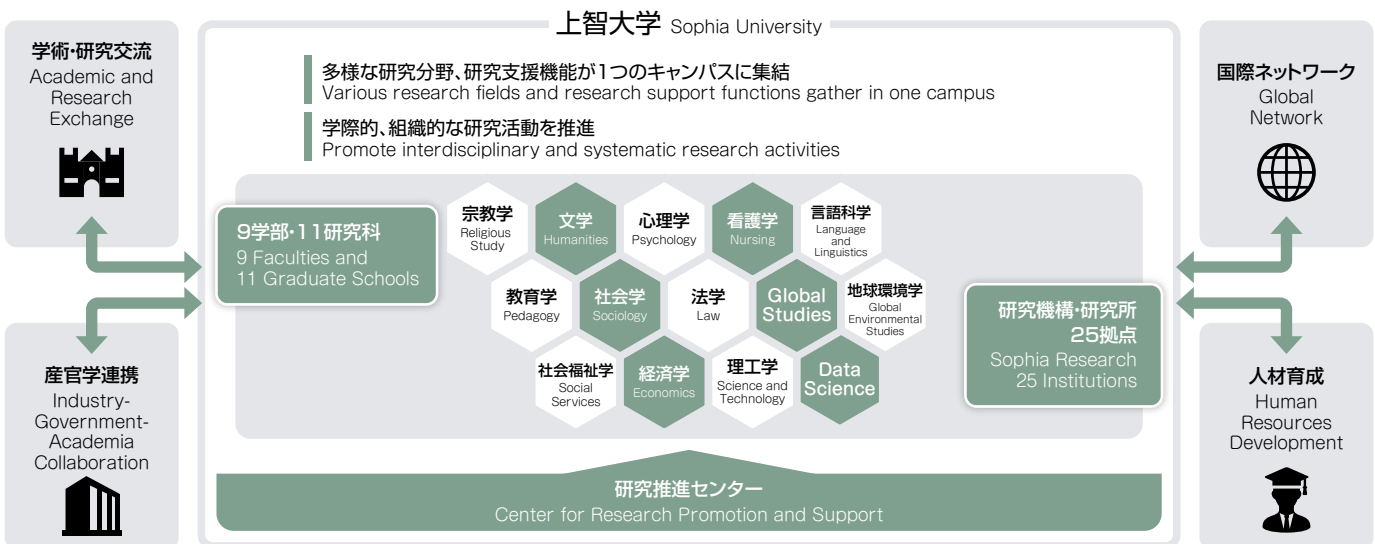 上智大学 Sophia University
学術・研究交流
Academic and
Research
Exchange
産官学連携
Industry-
Government-
Academia
Collaboration
多様な研究分野、研究支援機能が1つのキャンパスに集結
Various research fields and research support functions gather in one campus
学際的、組織的な研究活動を推進
Promote interdisciplinary and systematic research activities
9学部・11研究科
9 Faculties and
11 Graduate Schools
宗教学
Religious
Study
文学
Humanities
心理学
Psychology
看護学
Nursing
言語科学
Language
and
Linguistics
教育学
Pedagogy
社会学
Sociology
法学
Law
Global
Studies
地球環境学
Global
Environmental
Studies
社会福祉学
Social
Services
経済学
Economics
理工学
Science and
Technology
Data
Science
研究機構・研究所
25拠点
Sophia Research
25 Institutions
研究推進センター
Center for Research Promotion and Support
国際ネットワーク
Global
Network
人材育成
Human
Resources
Development